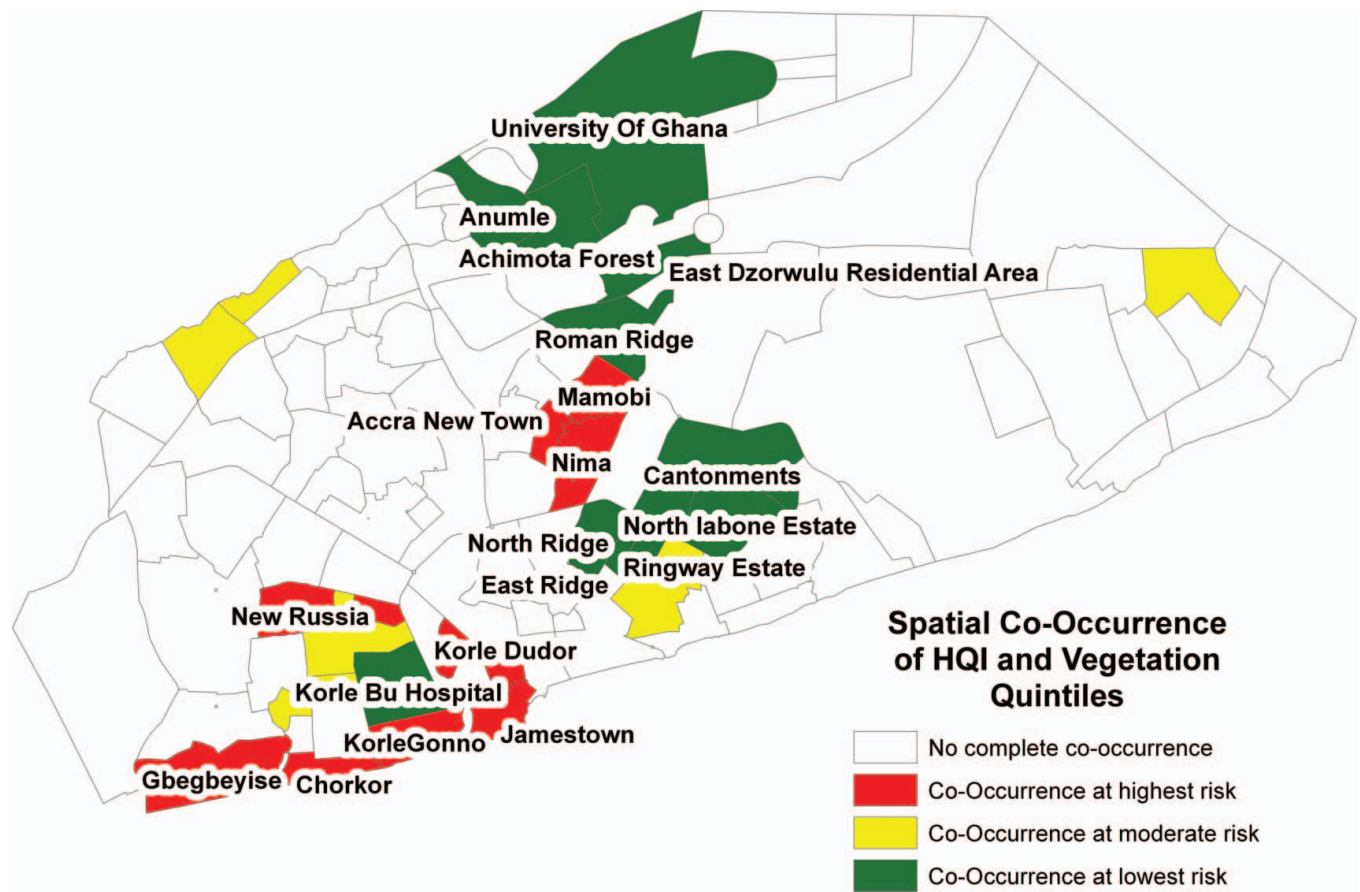 University Of Ghana
Anumle
Achimota Forest
East Dzorwulu Residential Area
Roman Ridge
Mamobi
Accra New Town
Nima
Cantonments
North labone Estate
North Ridge
Ringway Estate
East Ridge
New Russia
Korle Dudor
Korle Bu Hospital
KorleGonno
Jamestown
Gbegbeyise
Chorkor
Spatial Co-Occurrence
of HQI and Vegetation
Quintiles
No complete co-occurrence
Co-Occurrence at highest risk
Co-Occurrence at moderate risk
Co-Occurrence at lowest risk